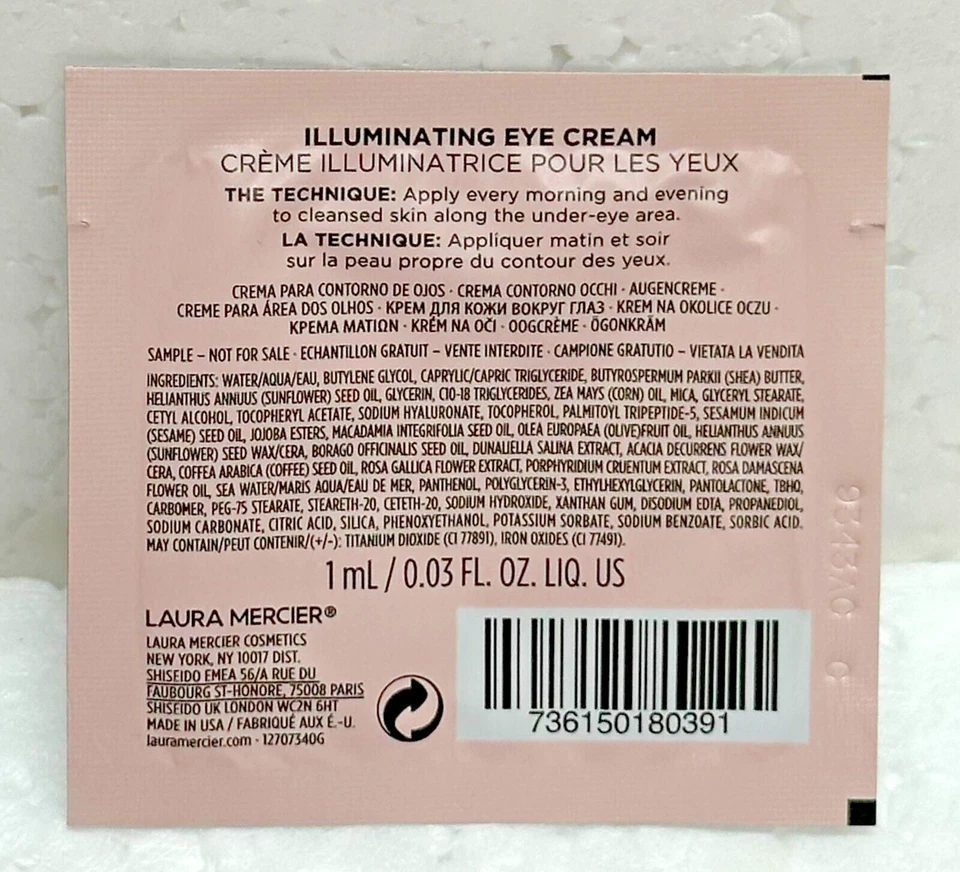 ILLUMINATING EYE CREAM
CRÈME ILLUMINATRICE POUR LES YEUX
THE TECHNIQUE: Apply every morning and evening
to cleansed skin along the under-eye area.
LA TECHNIQUE: Appliquer matin et soir
sur la peau propre du contour des yeux.
CREMA PARA CONTORNO DE OJOS · CREMA CONTORNO OCCHI · AUGENCREME ·
CREME PARA ÁREA DOS OLHOS · КРЕМ ДЛЯ КОЖИ ВОКРУГ ГЛАЗ · KREM NA OKOLICE OCZU ·
ΚΡΕΜΑ ΜΑΤΙΩΝ · KRÉM NA OČI · OOGCRÈME · ÖGONKRÄM
SAMPLE – NOT FOR SALE · ECHANTILLON GRATUIT – VENTE INTERDITE · CAMPIONE GRATUTIO – VIETATA LA VENDITA
INGREDIENTS: WATER/AQUA/EAU, BUTYLENE GLYCOL, CAPRYLIC/CAPRIC TRIGLYCERIDE, BUTYROSPERMUM PARKII (SHEA) BUTTER,
HELIANTHUS ANNUUS (SUNFLOWER) SEED OIL, GLYCERIN, C10-18 TRIGLYCERIDES, ZEA MAYS (CORN) OIL, MICA, GLYCERYL STEARATE,
CETYL ALCOHOL, TOCOPHERYL ACETATE, SODIUM HYALURONATE, TOCOPHEROL, PALMITOYL TRIPEPTIDE-5, SESAMUM INDICUM
(SESAME) SEED OIL, JOJOBA ESTERS, MACADAMIA INTEGRIFOLIA SEED OIL, OLEA EUROPAEA (OLIVE)FRUIT OIL, HELIANTHUS ANNUUS
(SUNFLOWER) SEED WAX/CERA, BORAGO OFFICINALIS SEED OIL, DUNALIELLA SALINA EXTRACT, ACACIA DECURRENS FLOWER WAX/
CERA, COFFEA ARABICA (COFFEE) SEED OIL, ROSA GALLICA FLOWER EXTRACT, PORPHYRIDIUM CRUENTUM EXTRACT, ROSA DAMASCENA
FLOWER OIL, SEA WATER/MARIS AQUA/EAU DE MER, PANTHENOL, POLYGLYCERIN-3, ETHYLHEXYLGLYCERIN, PANTOLACTONE, TBHQ,
CARBOMER, PEG-75 STEARATE, STEARETH-20, CETETH-20, SODIUM HYDROXIDE, XANTHAN GUM, DISODIUM EDTA, PROPANEDIOL,
SODIUM CARBONATE, CITRIC ACID, SILICA, PHENOXYETHANOL, POTASSIUM SORBATE, SODIUM BENZOATE, SORBIC ACID.
MAY CONTAIN/PEUT CONTENIR/(+/-): TITANIUM DIOXIDE (CI 77891), IRON OXIDES (CI 77491).
1 mL / 0.03 FL. OZ. LIQ. US
LAURA MERCIER®
LAURA MERCIER COSMETICS
NEW YORK, NY 10017 DIST.
SHISEIDO EMEA 56/A RUE DU
FAUBOURG ST-HONORE, 75008 PARIS
SHISEIDO UK LONDON WC2N 6HT
MADE IN USA / FABRIQUÉ AUX É.-U.
lauramercier.com · 12707340G
736150180391